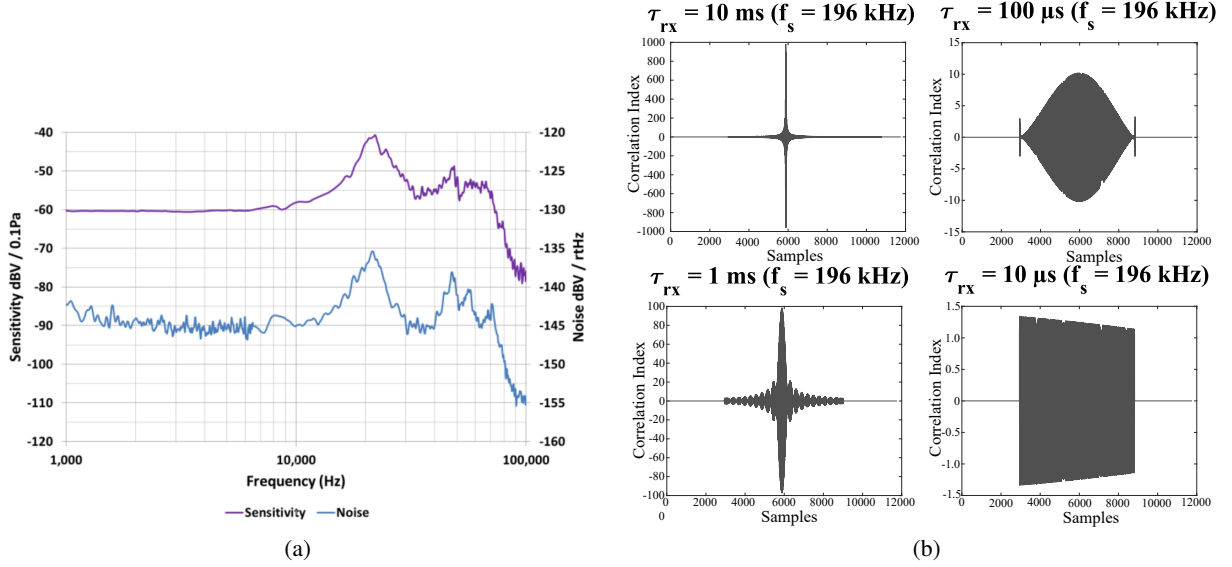 -40
-50
-60
-70
-80
-90
-100
-110
-120
Sensitivity dBV / 0.1Pa
-120
-125
-130
-135
-140
-145
-150
-155
-160
Noise dBV / rtHz
1,000
10,000
100,000
Frequency (Hz)
Sensitivity
Noise
(a)
τrx = 10 ms (fs = 196 kHz)
1000
800
600
400
200
0
-200
-400
-600
-800
-1000
Correlation Index
0 2000 4000 6000 8000 10000 12000
Samples
τrx = 100 µs (fs = 196 kHz)
15
10
5
0
-5
-10
-15
Correlation Index
0 2000 4000 6000 8000 10000 12000
Samples
τrx = 1 ms (fs = 196 kHz)
100
80
60
40
20
0
-20
-40
-60
-80
-100
Correlation Index
0 2000 4000 6000 8000 10000 12000
0
Samples
τrx = 10 µs (fs = 196 kHz)
1.5
1.0
0.5
0
-0.5
-1.0
-1.5
Correlation Index
0 2000 4000 6000 8000 10000 12000
Samples
(b)